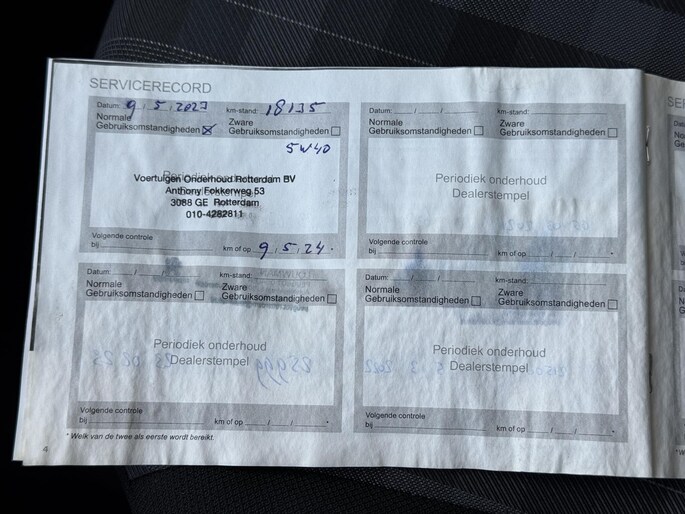 SERVICERECORD
Datum: 9 / 5 / 2023 km-stand: 18135
Normale Gebruiksomstandigheden ☒ Zware Gebruiksomstandigheden ☐
5W40
Periodiek onderhoud
Dealerstempel
Voertuigen Onderhoud Rotterdam BV
Anthony Fokkerweg 53
3088 GE Rotterdam
010-4282811
Volgende controle
bij km of op 9 / 5 / 24 *
Datum: / / km-stand:
Normale Gebruiksomstandigheden ☐ Zware Gebruiksomstandigheden ☐
Periodiek onderhoud
Dealerstempel
Volgende controle
bij km of op / / *
Datum: / / km-stand:
Normale Gebruiksomstandigheden ☐ Zware Gebruiksomstandigheden ☐
Periodiek onderhoud
Dealerstempel
Volgende controle
bij km of op / / *
Datum: / / km-stand:
Normale Gebruiksomstandigheden ☐ Zware Gebruiksomstandigheden ☐
Periodiek onderhoud
Dealerstempel
Volgende controle
bij km of op / / *
* Welk van de twee als eerste wordt bereikt.
4